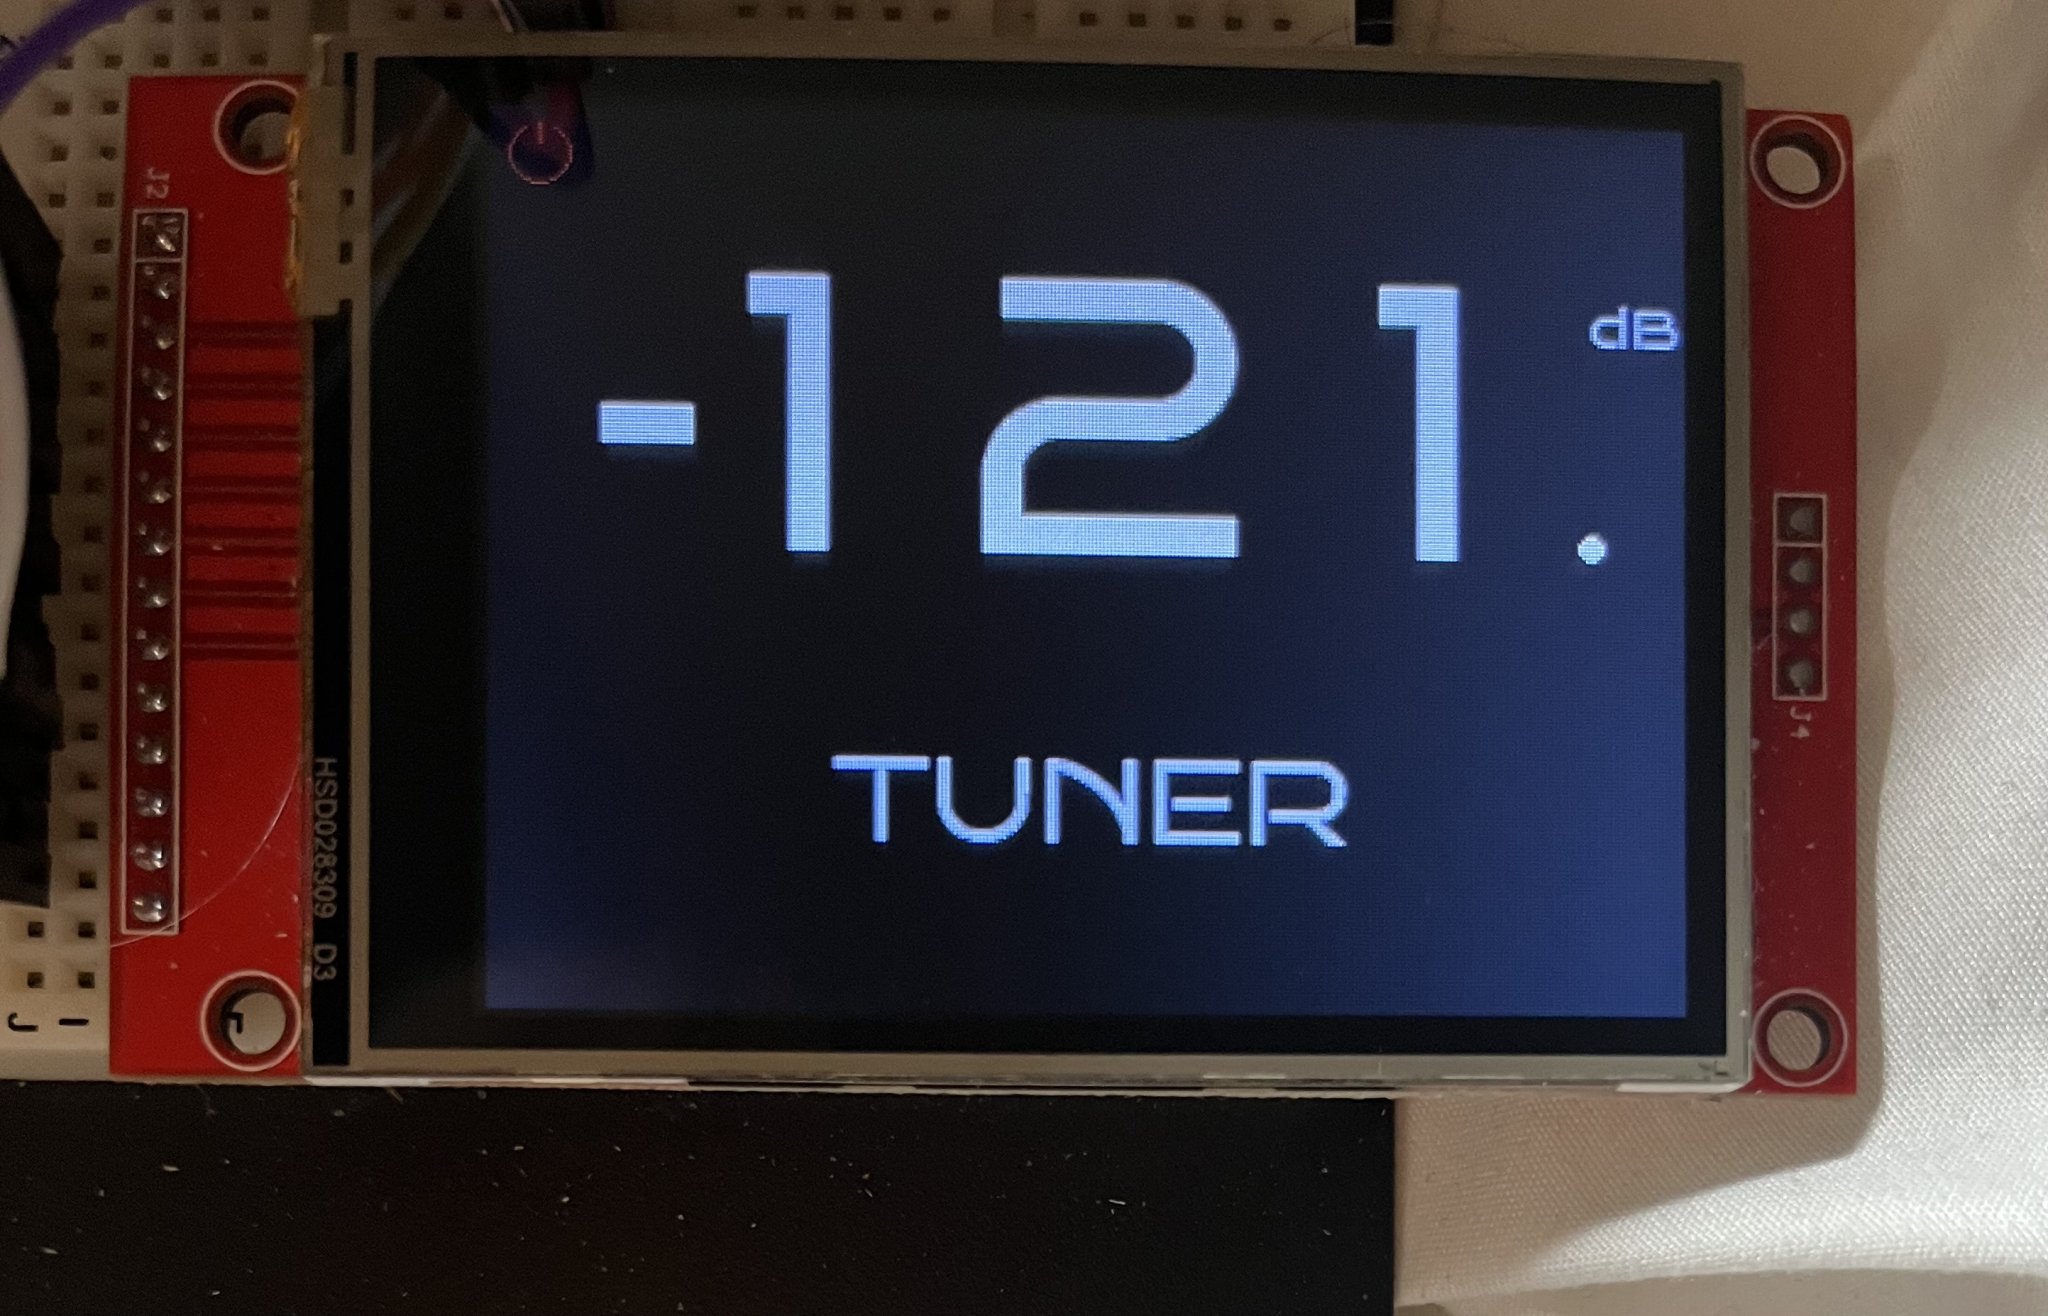 J2
-121.
dB
TUNER
J4
HSD028309 D3
J I